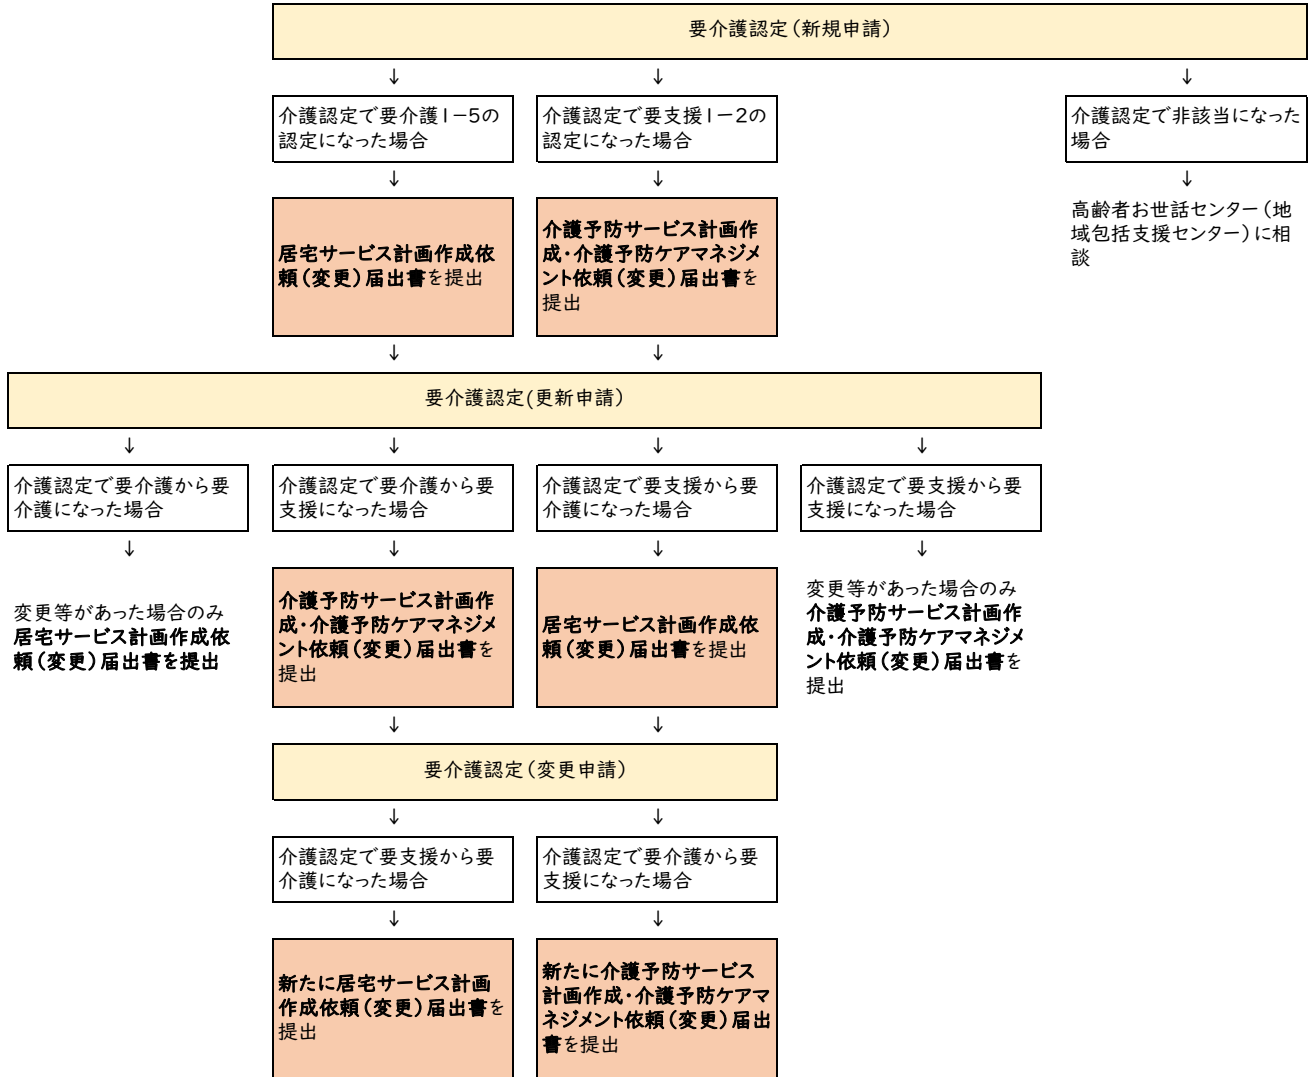 要介護認定（新規申請）
↓
↓
↓
介護認定で要介護1－5の
認定になった場合
介護認定で要支援1－2の
認定になった場合
介護認定で非該当になった
場合
↓
↓
↓
居宅サービス計画作成依
頼（変更）届出書を提出
介護予防サービス計画作
成・介護予防ケアマネジメ
ント依頼（変更）届出書を
提出
高齢者お世話センター（地
域包括支援センター）に相
談
↓
↓
要介護認定(更新申請）
↓
↓
↓
↓
介護認定で要介護から要
介護になった場合
介護認定で要介護から要
支援になった場合
介護認定で要支援から要
介護になった場合
介護認定で要支援から要
支援になった場合
↓
↓
↓
↓
変更等があった場合のみ
居宅サービス計画作成依
頼（変更）届出書を提出
介護予防サービス計画作
成・介護予防ケアマネジメ
ント依頼（変更）届出書を
提出
居宅サービス計画作成依
頼（変更）届出書を提出
変更等があった場合のみ
介護予防サービス計画作
成・介護予防ケアマネジメ
ント依頼（変更）届出書を
提出
↓
↓
要介護認定（変更申請）
↓
↓
介護認定で要支援から要
介護になった場合
介護認定で要介護から要
支援になった場合
↓
↓
新たに居宅サービス計画
作成依頼（変更）届出書を
提出
新たに介護予防サービス
計画作成・介護予防ケアマ
ネジメント依頼（変更）届出
書を提出